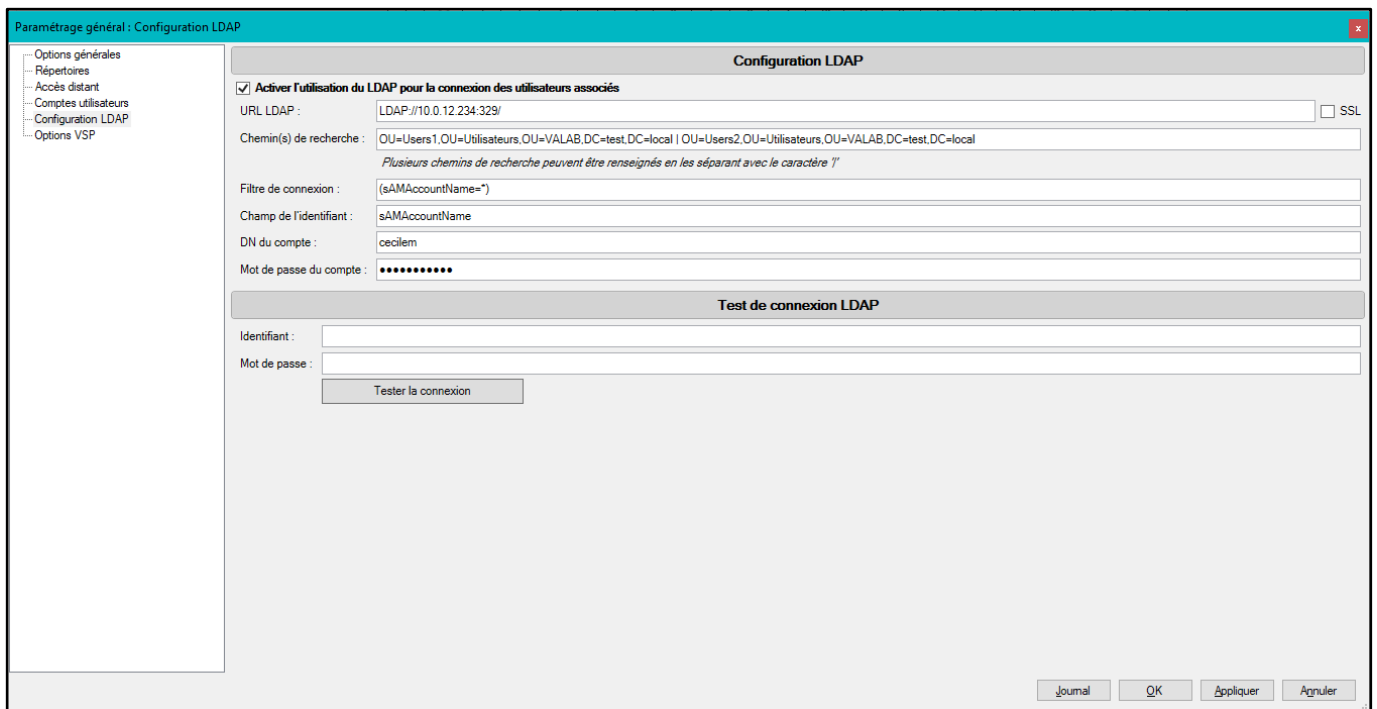 Paramétrage général : Configuration LDAP
x
Options générales
Répertoires
Accès distant
Comptes utilisateurs
Configuration LDAP
Options VSP
Configuration LDAP
Activer l'utilisation du LDAP pour la connexion des utilisateurs associés
URL LDAP : LDAP://10.0.12.234:329/ SSL
Chemin(s) de recherche : OU=Users1,OU=Utilisateurs,OU=VALAB,DC=test,DC=local | OU=Users2,OU=Utilisateurs,OU=VALAB,DC=test,DC=local
Plusieurs chemins de recherche peuvent être renseignés en les séparant avec le caractère '|'
Filtre de connexion : (sAMAccountName=*)
Champ de l'identifiant : sAMAccountName
DN du compte : cecilem
Mot de passe du compte : ●●●●●●●●●●●
Test de connexion LDAP
Identifiant :
Mot de passe :
Tester la connexion
Journal OK Appliquer Annuler